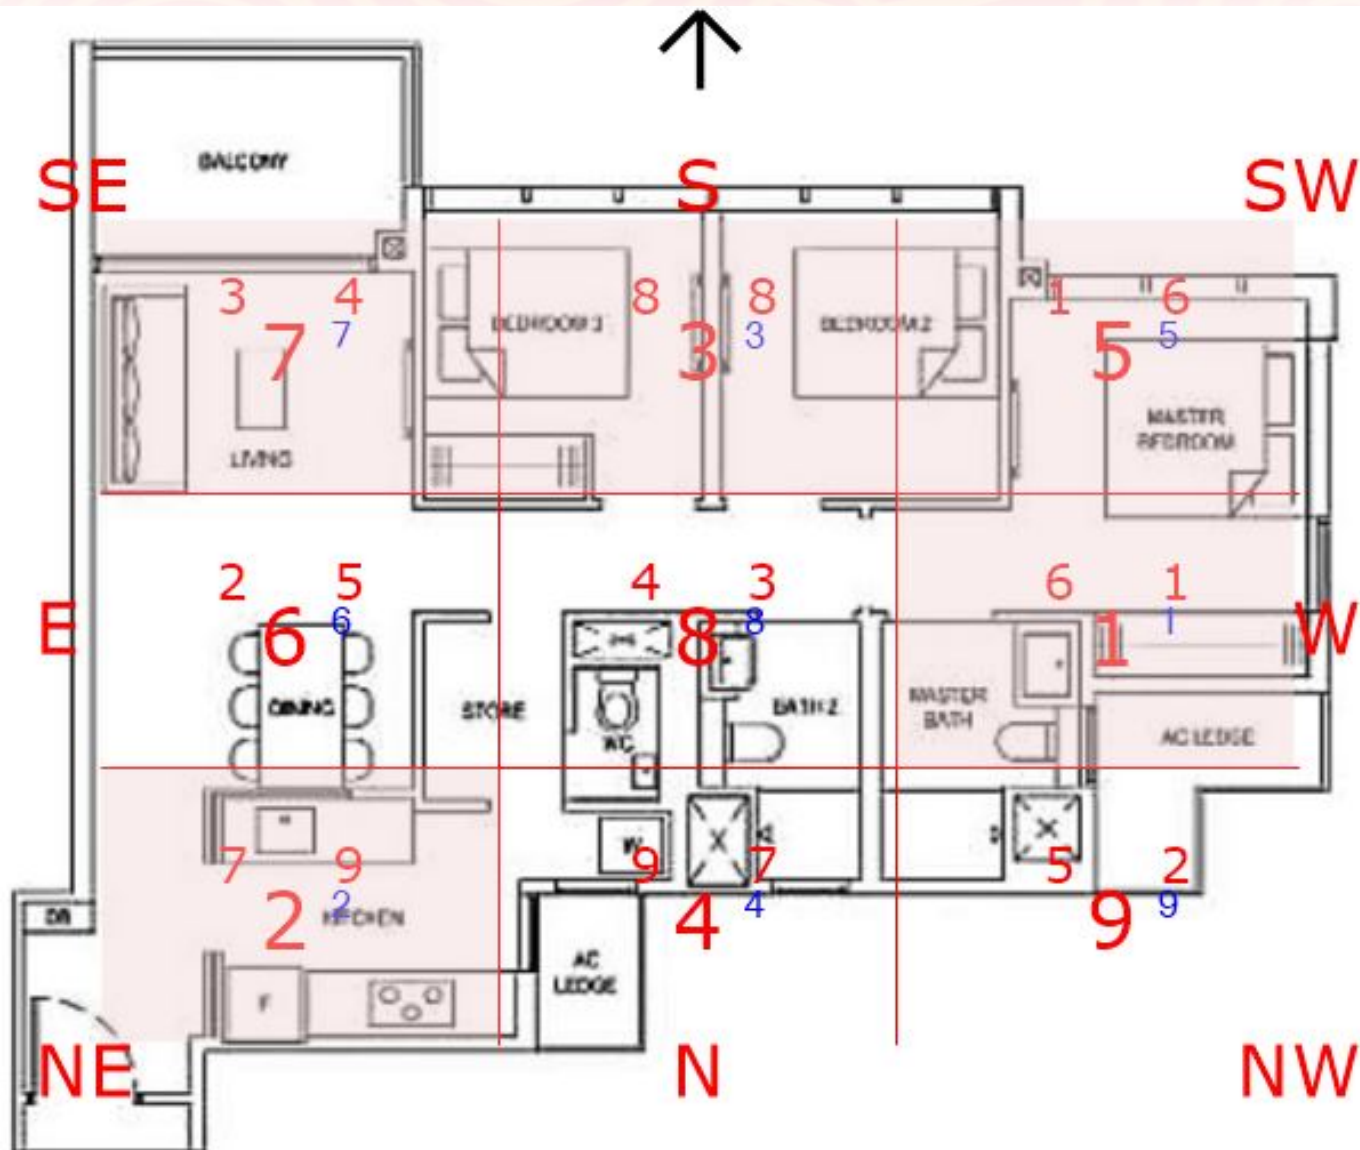 BALCONY
SE S SW
3 4 8 8 1 6
7 7 BEDROOM 3 3 3 BEDROOM 2 5 5
MASTER
BEDROOM
LIVING
2 5 4 3 6 1
E 6 6 8 8 1 1 W
DINING STORE BATH 2 MASTER
BATH
WC AC LEDGE
7 9 W 9 7 5 2
2 2 KITCHEN 4 4 9 9
DB
AC
LEDGE
F
NE N NW